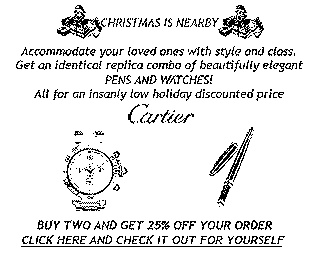 CHRISTMAS IS NEARBY
Accommodate your loved ones with style and class.
Get an identical replica combo of beautifully elegant
PENS AND WATCHES!
All for an insanly low holiday discounted price
Cartier
BUY TWO AND GET 25% OFF YOUR ORDER
CLICK HERE AND CHECK IT OUT FOR YOURSELF